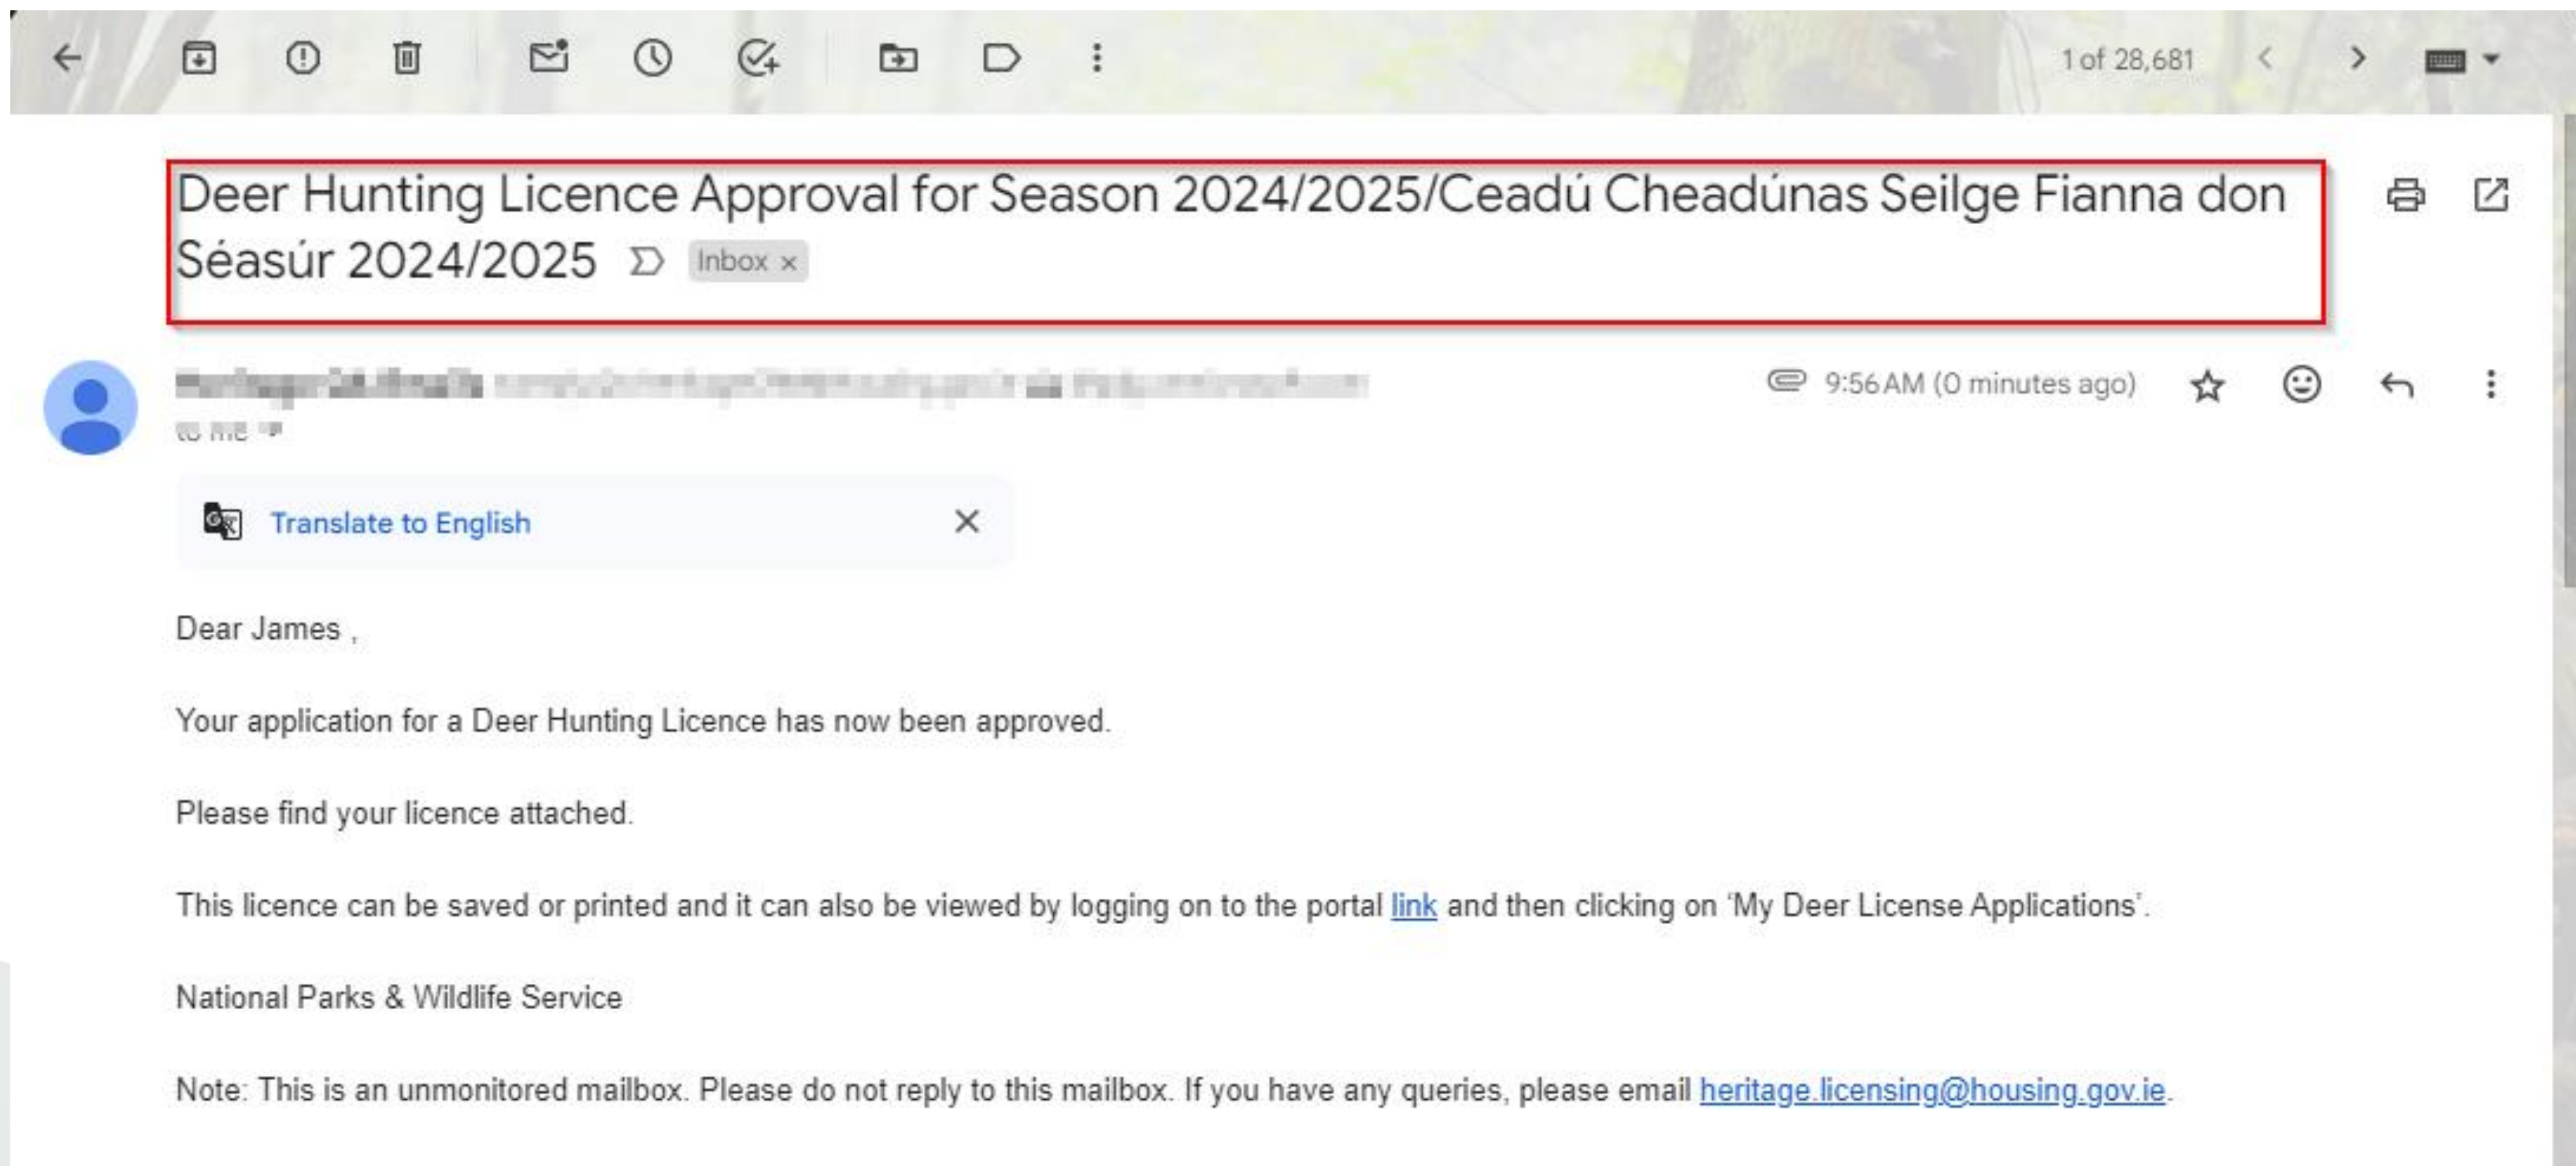 1 of 28,681
Deer Hunting Licence Approval for Season 2024/2025/Ceadú Cheadúnas Seilge Fianna don
Séasúr 2024/2025 Inbox ×
9:56 AM (0 minutes ago)
to me
Translate to English
Dear James ,
Your application for a Deer Hunting Licence has now been approved.
Please find your licence attached.
This licence can be saved or printed and it can also be viewed by logging on to the portal link and then clicking on ‘My Deer License Applications’.
National Parks & Wildlife Service
Note: This is an unmonitored mailbox. Please do not reply to this mailbox. If you have any queries, please email heritage.licensing@housing.gov.ie.